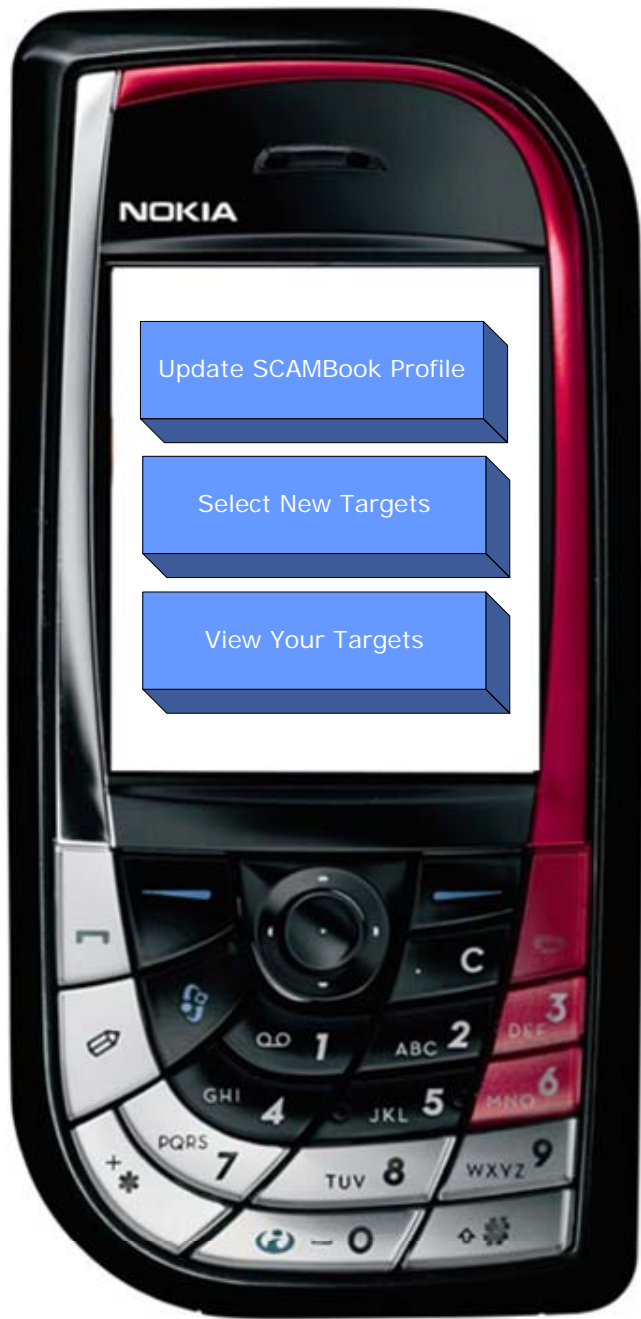 NOKIA
Update SCAMBook Profile
Select New Targets
View Your Targets
C
1
ABC 2
DEF 3
GHI 4
JKL 5
MNO 6
PQRS 7
TUV 8
WXYZ 9
+ *
– 0
#